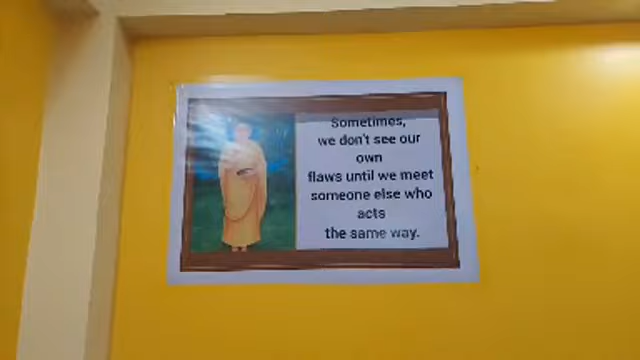 Sometimes,
we don't see our
own
flaws until we meet
someone else who
acts
the same way.